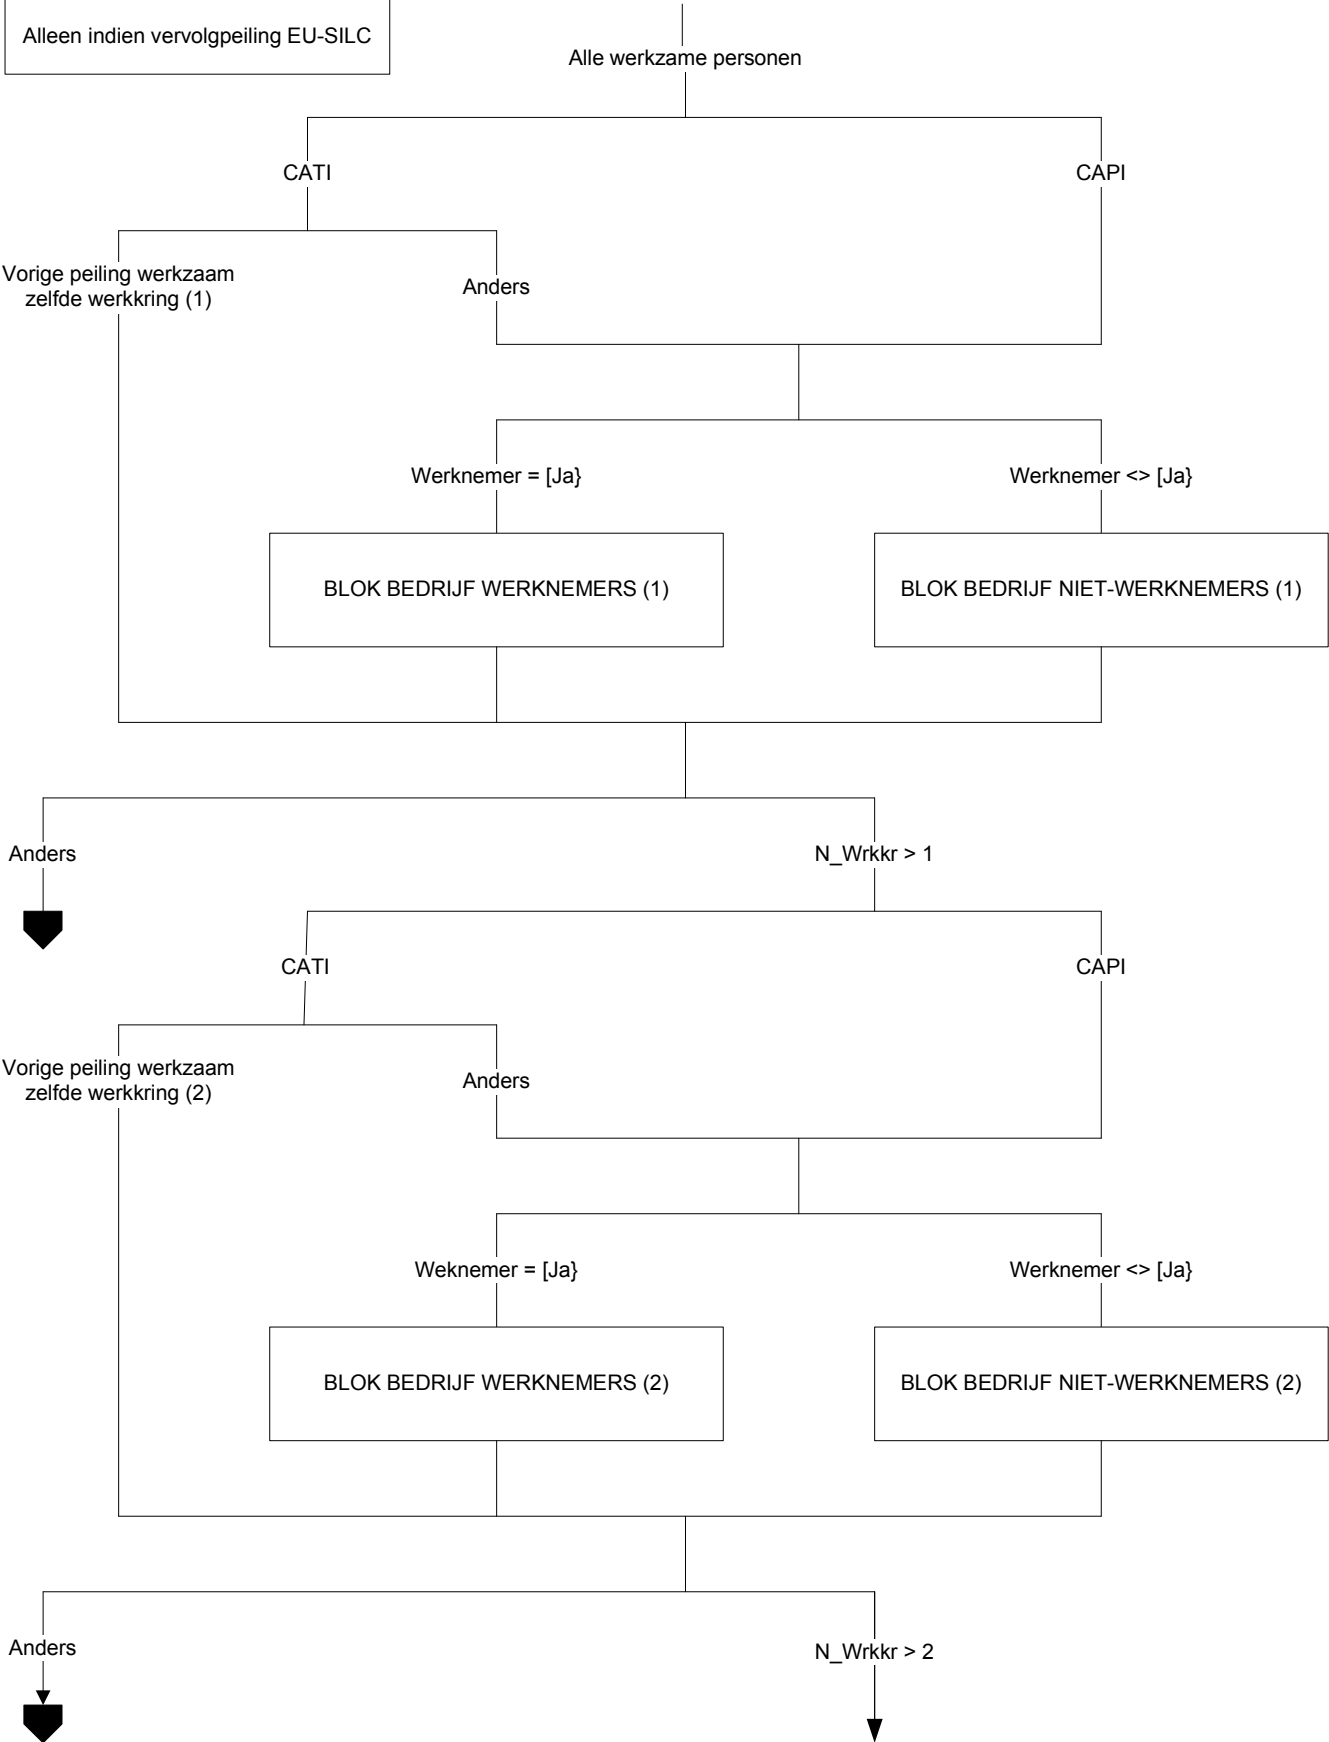 Alleen indien vervolgpeiling EU-SILC
Alle werkzame personen
CATI
CAPI
Vorige peiling werkzaam
zelfde werkkring (1)
Anders
Werknemer = [Ja}
Werknemer <> [Ja}
BLOK BEDRIJF WERKNEMERS (1)
BLOK BEDRIJF NIET-WERKNEMERS (1)
Anders
N_Wrkkr > 1
CATI
CAPI
Vorige peiling werkzaam
zelfde werkkring (2)
Anders
Weknemer = [Ja}
Werknemer <> [Ja}
BLOK BEDRIJF WERKNEMERS (2)
BLOK BEDRIJF NIET-WERKNEMERS (2)
Anders
N_Wrkkr > 2